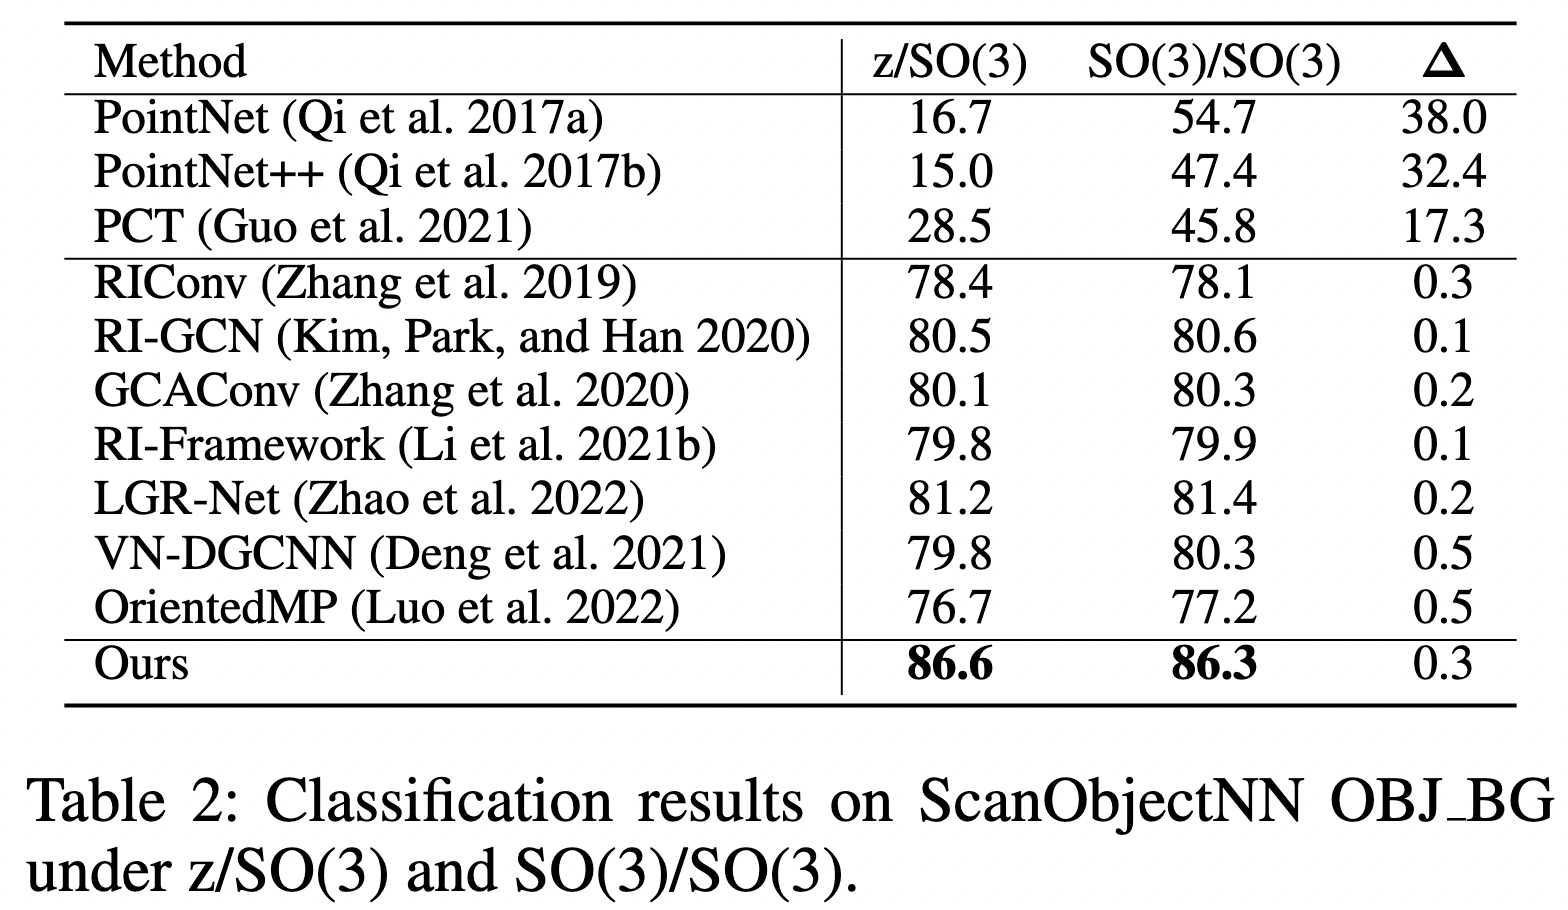 Method z/SO(3) SO(3)/SO(3) Δ
PointNet (Qi et al. 2017a) 16.7 54.7 38.0
PointNet++ (Qi et al. 2017b) 15.0 47.4 32.4
PCT (Guo et al. 2021) 28.5 45.8 17.3
RIConv (Zhang et al. 2019) 78.4 78.1 0.3
RI-GCN (Kim, Park, and Han 2020) 80.5 80.6 0.1
GCAConv (Zhang et al. 2020) 80.1 80.3 0.2
RI-Framework (Li et al. 2021b) 79.8 79.9 0.1
LGR-Net (Zhao et al. 2022) 81.2 81.4 0.2
VN-DGCNN (Deng et al. 2021) 79.8 80.3 0.5
OrientedMP (Luo et al. 2022) 76.7 77.2 0.5
Ours 86.6 86.3 0.3
Table 2: Classification results on ScanObjectNN OBJ_BG
under z/SO(3) and SO(3)/SO(3).